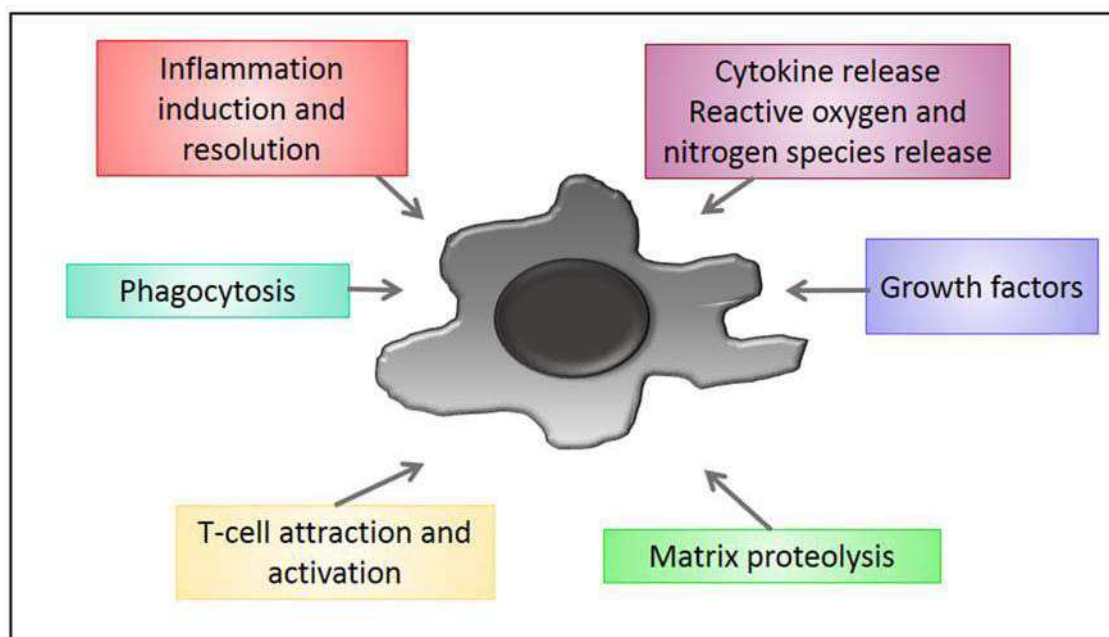 Inflammation
induction and
resolution
Cytokine release
Reactive oxygen and
nitrogen species release
Phagocytosis
Growth factors
T-cell attraction and
activation
Matrix proteolysis